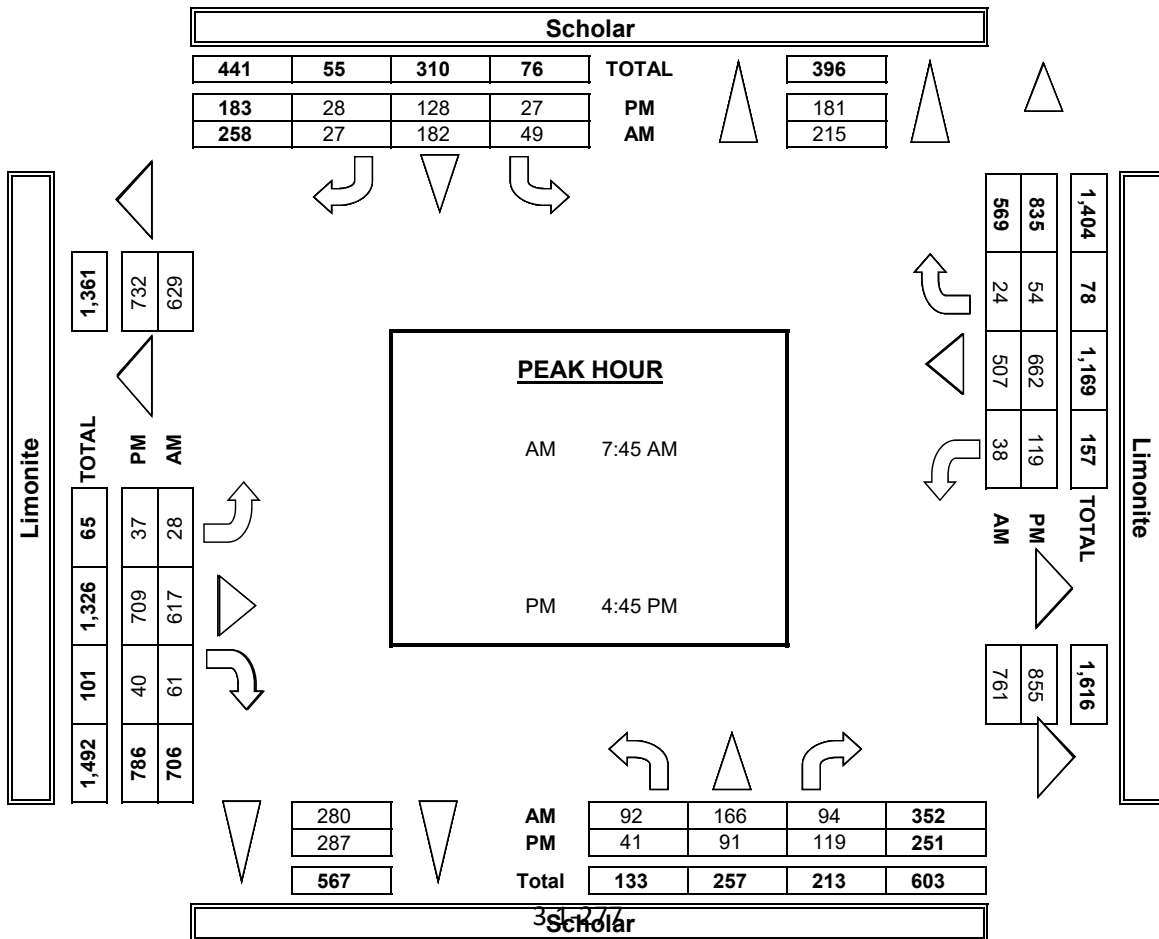 Scholar
441 55 310 76 TOTAL 396
183 28 128 27 PM 181
258 27 182 49 AM 215
Limonite
1,361
732
629
TOTAL
PM
AM
65 1,326 101 1,492
37 709 40 786
28 617 61 706
PEAK HOUR
AM 7:45 AM
PM 4:45 PM
1,404 78 1,169 157 TOTAL
835 54 662 119 PM
569 24 507 38 AM
1,616
855
761
Limonite
280 AM 92 166 94 352
287 PM 41 91 119 251
567 Total 133 257 213 603
3.1-277
Scholar